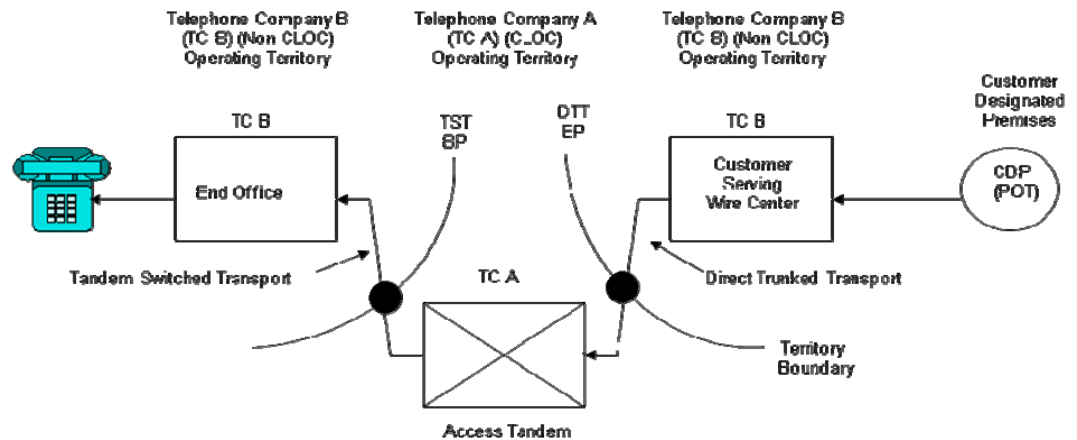 Telephone Company B
(TC B) (Non CLOC)
Operating Territory
Telephone Company A
(TC A) (CLOC)
Operating Territory
Telephone Company B
(TC B) (Non CLOC)
Operating Territory
Customer
Designated
Premises
TC B
TST
BP
DTT
EP
TC B
End Office
Customer
Serving
Wire Center
CDP
(POT)
Tandem Switched Transport
TC A
Direct Trunked Transport
Territory
Boundary
Access Tandem